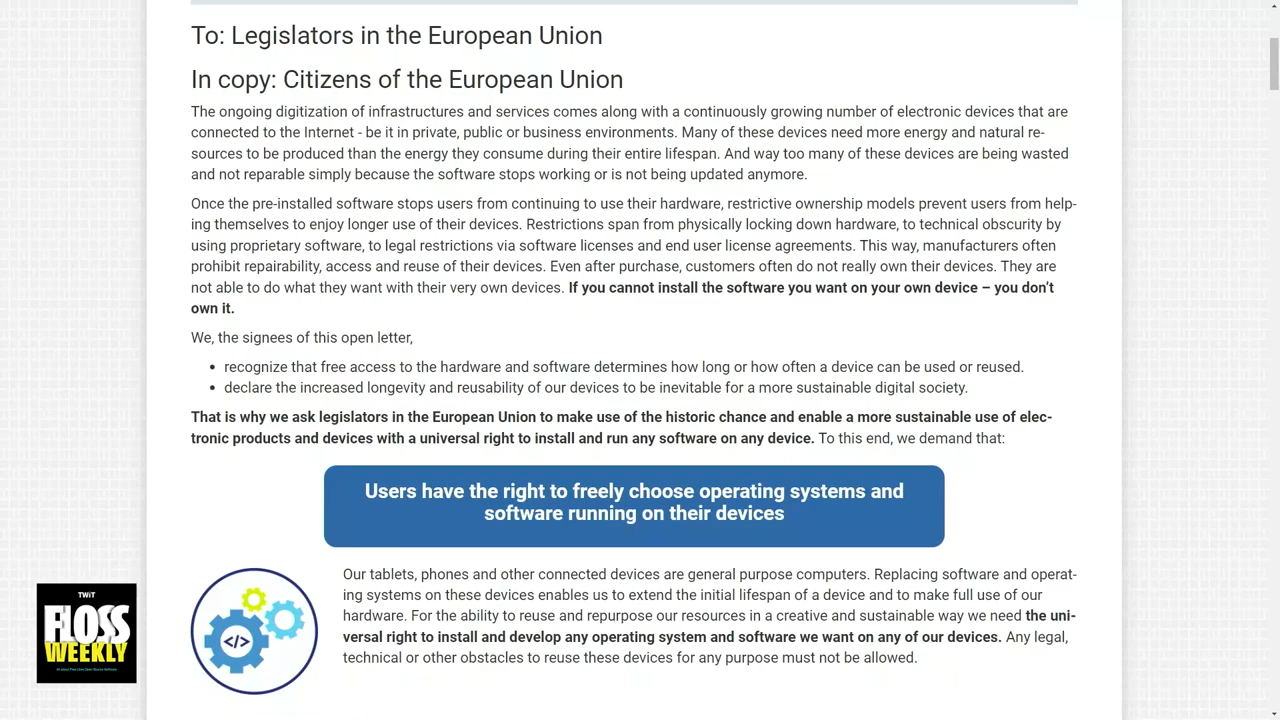 To: Legislators in the European Union
In copy: Citizens of the European Union
The ongoing digitization of infrastructures and services comes along with a continuously growing number of electronic devices that are
connected to the Internet - be it in private, public or business environments. Many of these devices need more energy and natural re-
sources to be produced than the energy they consume during their entire lifespan. And way too many of these devices are being wasted
and not reparable simply because the software stops working or is not being updated anymore.
Once the pre-installed software stops users from continuing to use their hardware, restrictive ownership models prevent users from help-
ing themselves to enjoy longer use of their devices. Restrictions span from physically locking down hardware, to technical obscurity by
using proprietary software, to legal restrictions via software licenses and end user license agreements. This way, manufacturers often
prohibit repairability, access and reuse of their devices. Even after purchase, customers often do not really own their devices. They are
not able to do what they want with their very own devices. If you cannot install the software you want on your own device – you don't
own it.
We, the signees of this open letter,
• recognize that free access to the hardware and software determines how long or how often a device can be used or reused.
• declare the increased longevity and reusability of our devices to be inevitable for a more sustainable digital society.
That is why we ask legislators in the European Union to make use of the historic chance and enable a more sustainable use of elec-
tronic products and devices with a universal right to install and run any software on any device. To this end, we demand that:
Users have the right to freely choose operating systems and
software running on their devices
Our tablets, phones and other connected devices are general purpose computers. Replacing software and operat-
ing systems on these devices enables us to extend the initial lifespan of a device and to make full use of our
hardware. For the ability to reuse and repurpose our resources in a creative and sustainable way we need the uni-
versal right to install and develop any operating system and software we want on any of our devices. Any legal,
technical or other obstacles to reuse these devices for any purpose must not be allowed.
</>
TWiT
FLOSS
WEEKLY